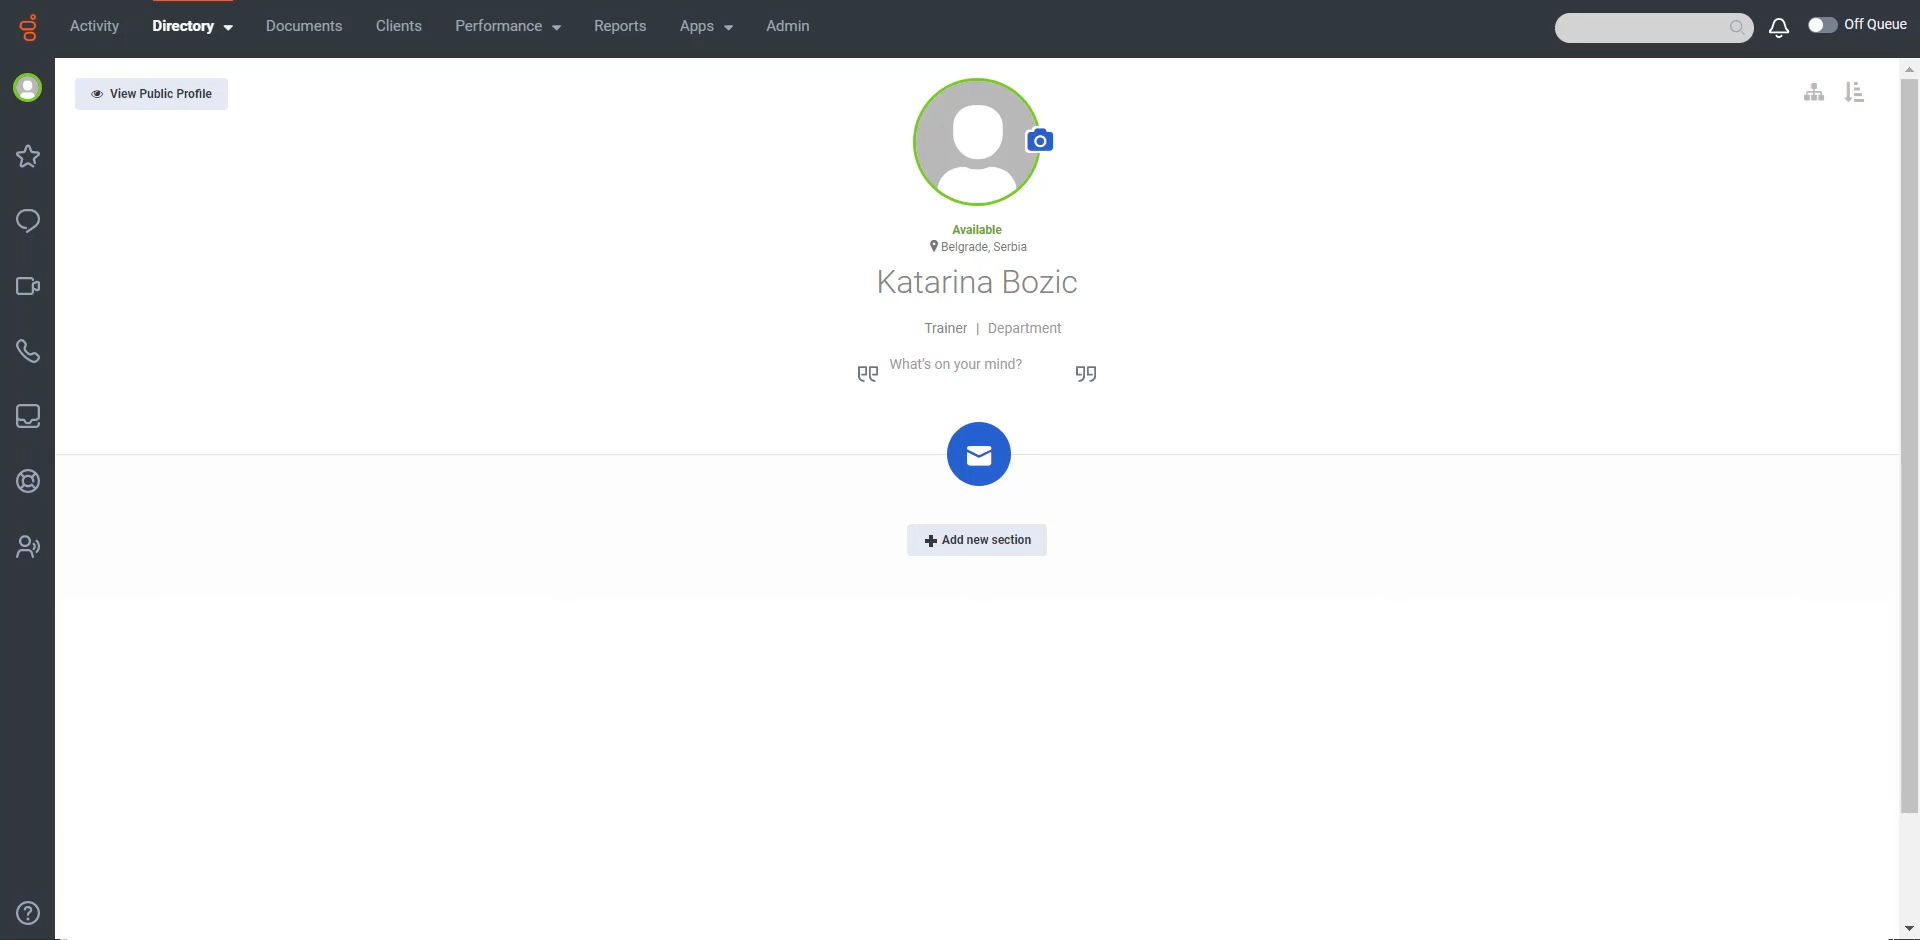 Activity Directory Documents Clients Performance Reports Apps Admin Off Queue
View Public Profile
Available
Belgrade, Serbia
Katarina Bozic
Trainer | Department
What's on your mind?
Add new section